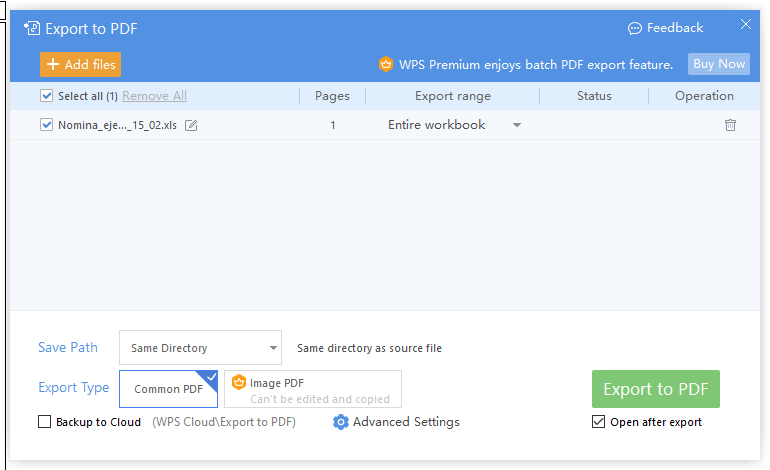 Export to PDF
Feedback
Add files
WPS Premium enjoys batch PDF export feature.
Buy Now
Select all (1) Remove All
Pages
Export range
Status
Operation
Nomina_eje..._15_02.xls
1
Entire workbook
Save Path
Same Directory
Same directory as source file
Export Type
Common PDF
Image PDF
Can't be edited and copied
Export to PDF
Backup to Cloud (WPS Cloud\Export to PDF)
Advanced Settings
Open after export